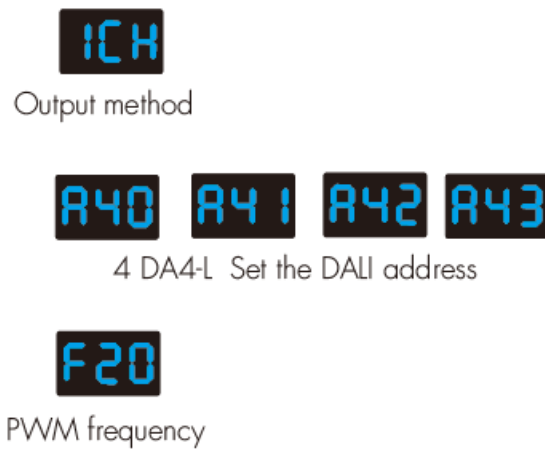 1CH
Output method
A40 A41 A42 A43
4 DA4-L Set the DALI address
F20
PWM frequency